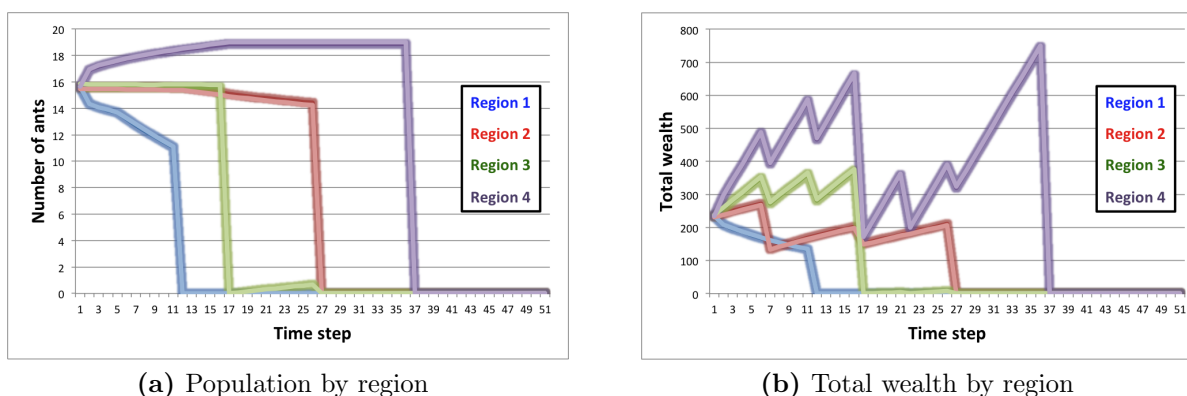 20
18
16
14
12
10
8
6
4
2
0
Number of ants
Region 1
Region 2
Region 3
Region 4
1 3 5 7 9 11 13 15 17 19 21 23 25 27 29 31 33 35 37 39 41 43 45 47 49 51
Time step
(a) Population by region
800
700
600
500
400
300
200
100
0
Total wealth
Region 1
Region 2
Region 3
Region 4
1 3 5 7 9 11 13 15 17 19 21 23 25 27 29 31 33 35 37 39 41 43 45 47 49 51
Time step
(b) Total wealth by region